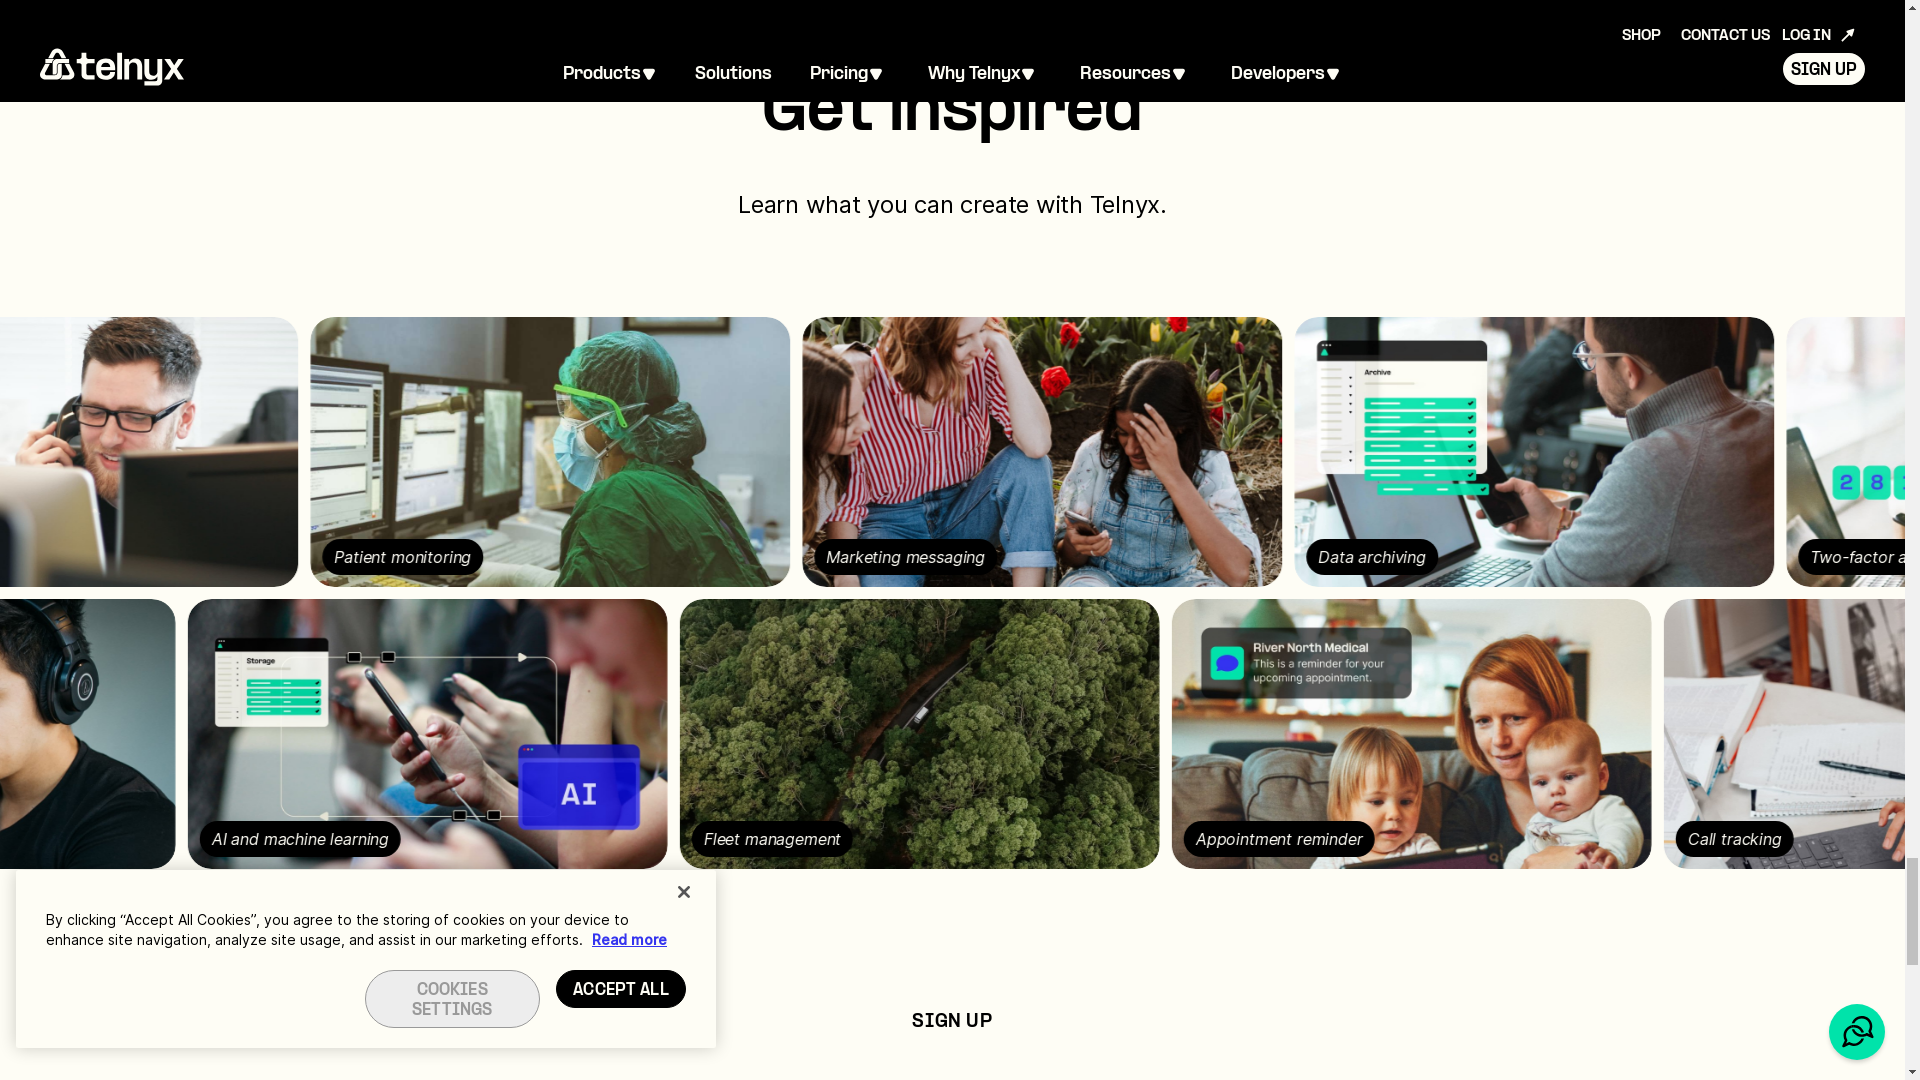 SHOP
CONTACT US
LOG IN
telnyx
Products
Solutions
Pricing
Why Telnyx
Resources
Developers
SIGN UP
Get inspired
Learn what you can create with Telnyx.
Patient monitoring
Marketing messaging
Archive
Data archiving
2 8
Two-factor a
Storage
AI
AI and machine learning
Fleet management
River North Medical
This is a reminder for your
upcoming appointment.
Appointment reminder
Call tracking
By clicking “Accept All Cookies”, you agree to the storing of cookies on your device to
enhance site navigation, analyze site usage, and assist in our marketing efforts. Read more
COOKIES
SETTINGS
ACCEPT ALL
SIGN UP